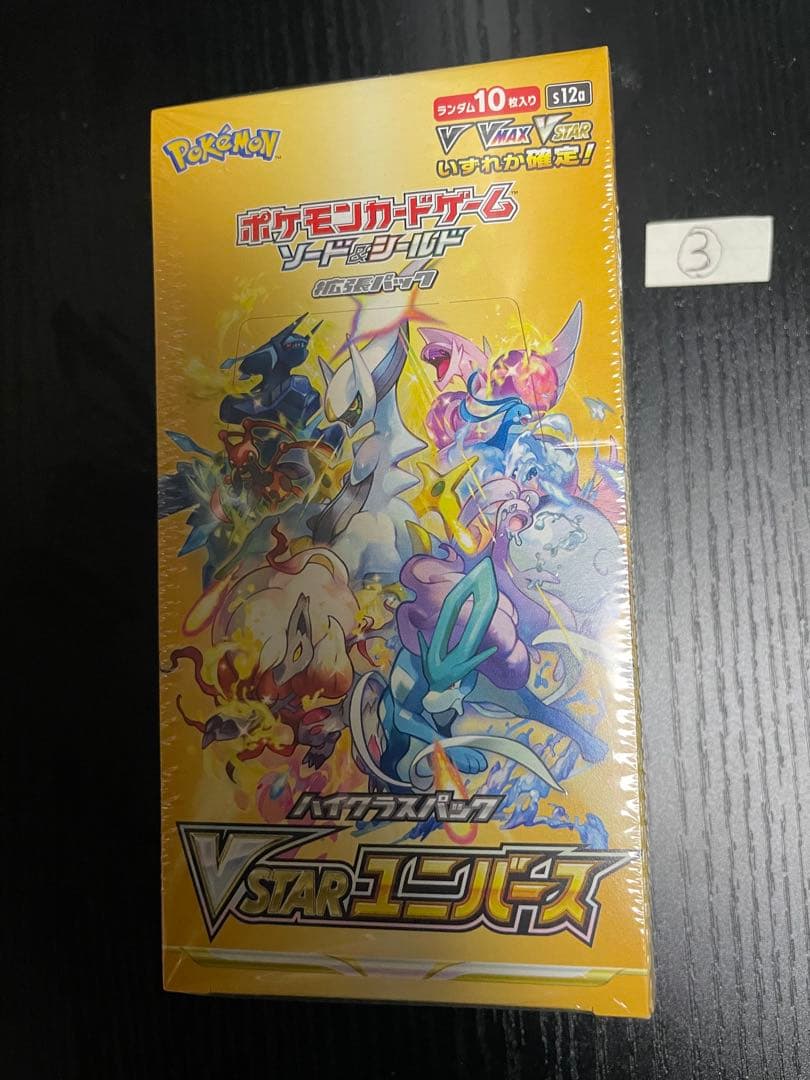 POKéMON™
ランダム10枚入り s12a
V VMAX VSTAR
いずれか確定!
ポケモンカードゲーム™
ソード&シールド
拡張パック
③
ハイクラスパック
VSTARユニバース